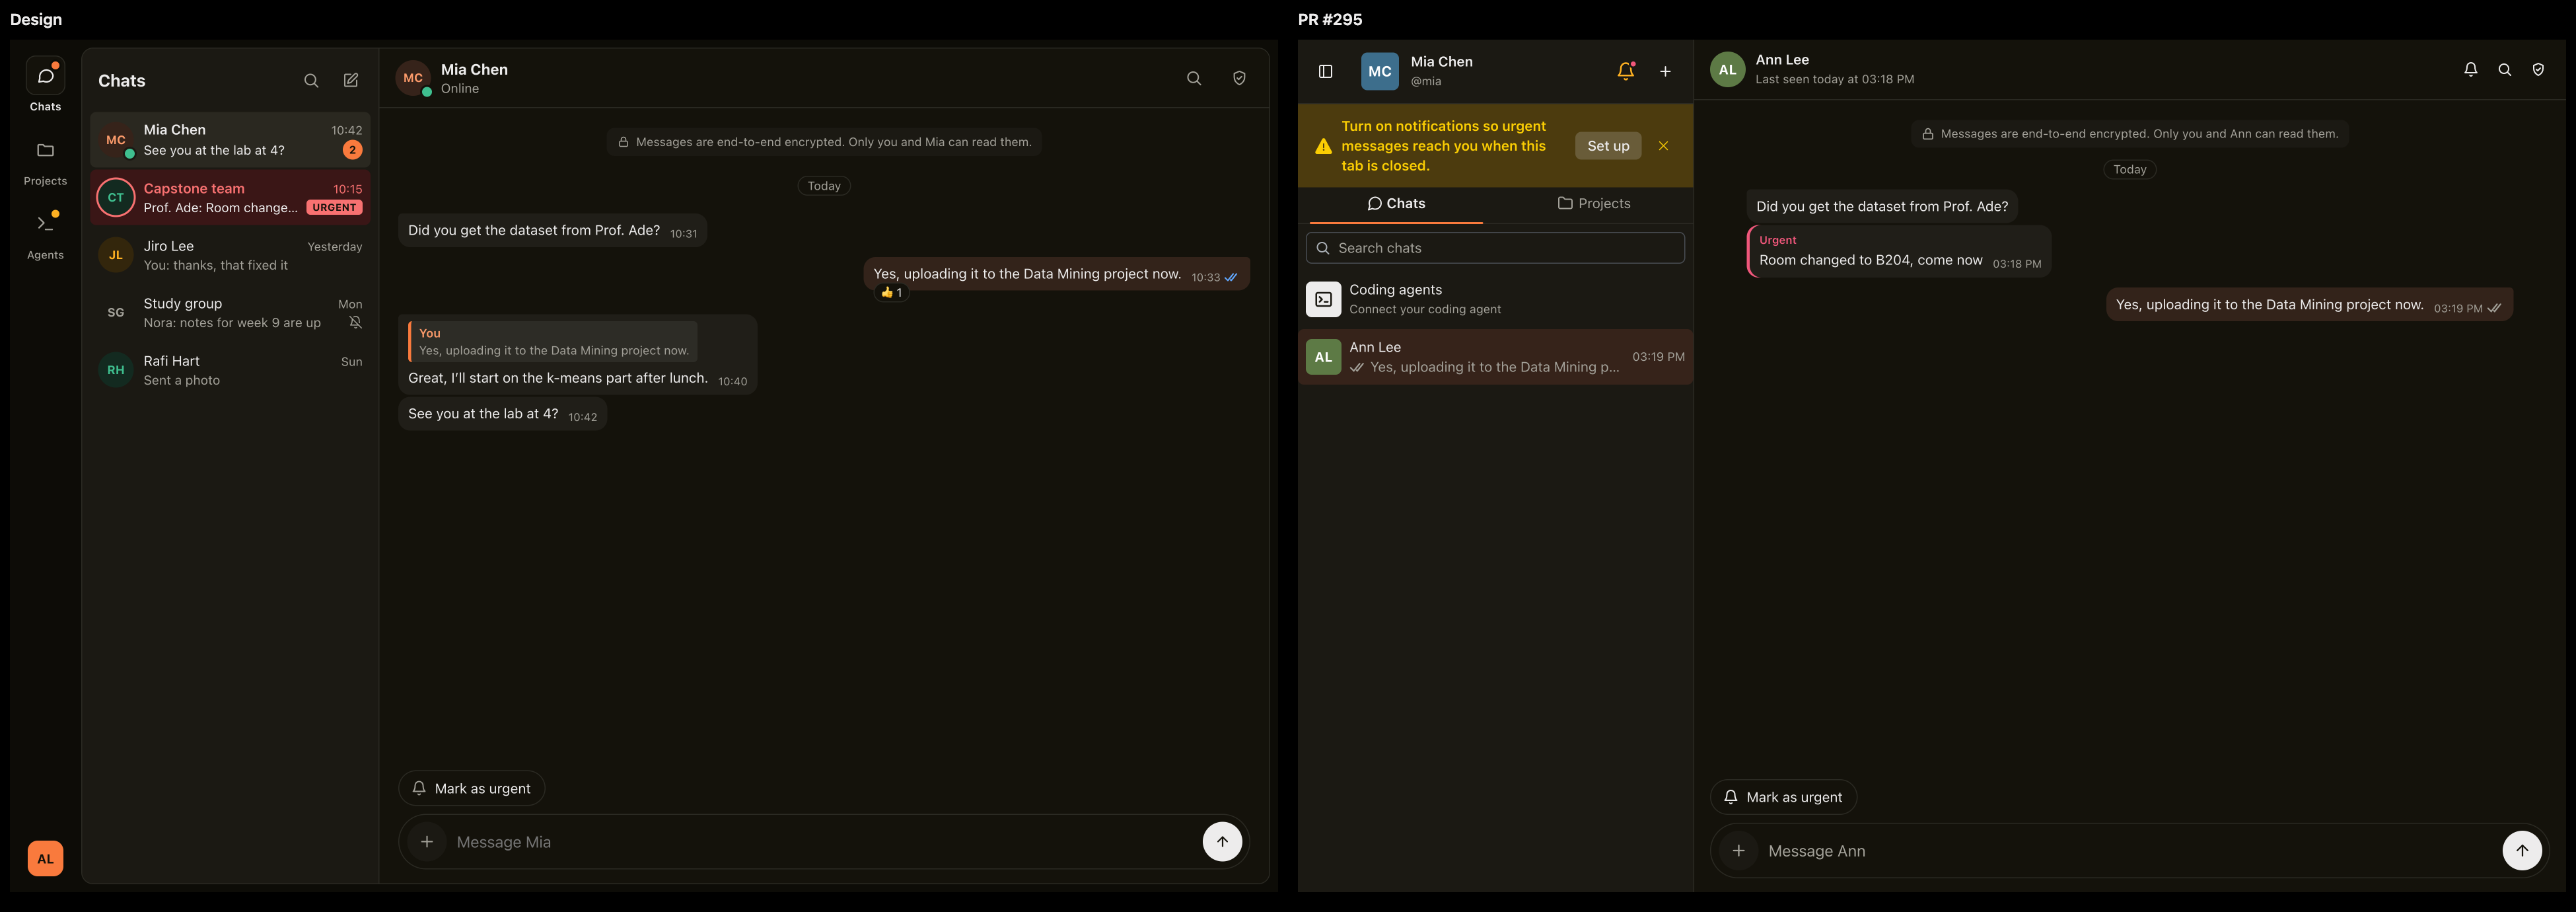 Design
Chats
Projects
Agents
AL
Chats
MC
Mia Chen
10:42
See you at the lab at 4?
2
CT
Capstone team
10:15
Prof. Ade: Room change...
URGENT
JL
Jiro Lee
Yesterday
You: thanks, that fixed it
SG
Study group
Mon
Nora: notes for week 9 are up
RH
Rafi Hart
Sun
Sent a photo
MC
Mia Chen
Online
Messages are end-to-end encrypted. Only you and Mia can read them.
Today
Did you get the dataset from Prof. Ade? 10:31
Yes, uploading it to the Data Mining project now. 10:33
👍 1
You
Yes, uploading it to the Data Mining project now.
Great, I’ll start on the k-means part after lunch. 10:40
See you at the lab at 4? 10:42
Mark as urgent
Message Mia
PR #295
MC
Mia Chen
@mia
Turn on notifications so urgent
messages reach you when this
tab is closed.
Set up
Chats
Projects
Search chats
Coding agents
Connect your coding agent
AL
Ann Lee
03:19 PM
Yes, uploading it to the Data Mining p...
AL
Ann Lee
Last seen today at 03:18 PM
Messages are end-to-end encrypted. Only you and Ann can read them.
Today
Did you get the dataset from Prof. Ade?
Urgent
Room changed to B204, come now 03:18 PM
Yes, uploading it to the Data Mining project now. 03:19 PM
Mark as urgent
Message Ann